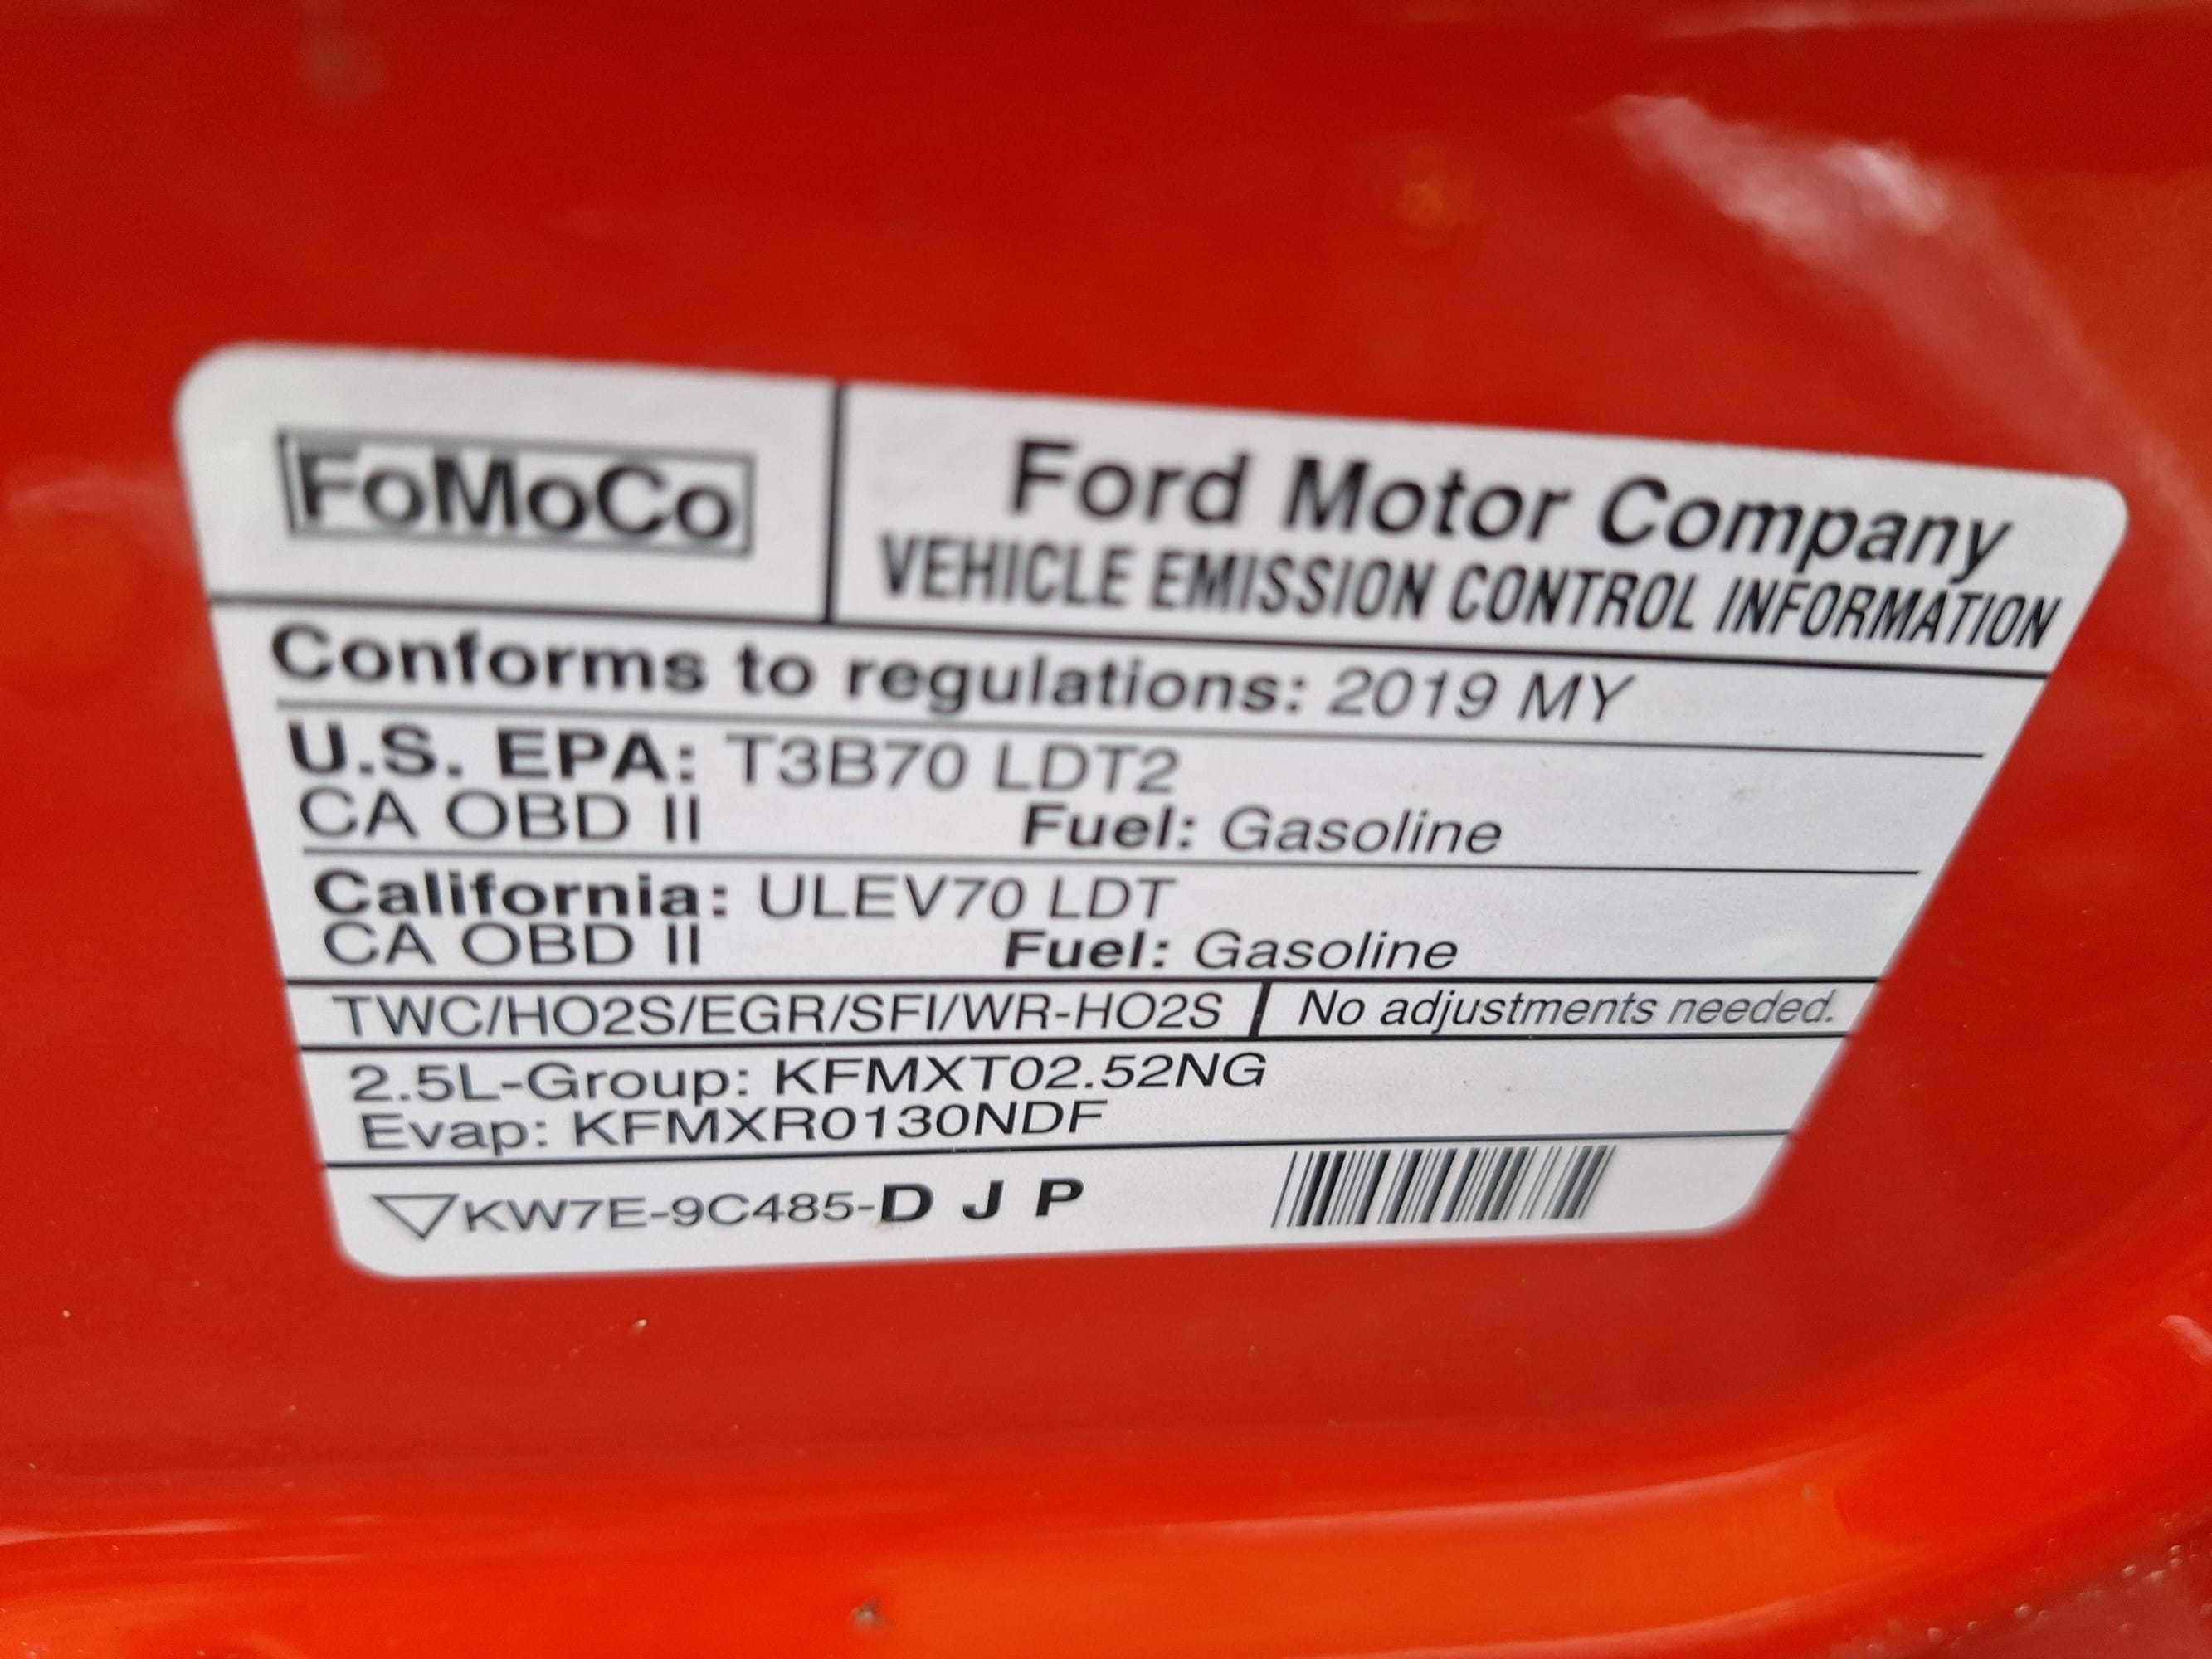 FoMoCo
Ford Motor Company
VEHICLE EMISSION CONTROL INFORMATION
Conforms to regulations: 2019 MY
U.S. EPA: T3B70 LDT2
CA OBD II Fuel: Gasoline
California: ULEV70 LDT
CA OBD II Fuel: Gasoline
TWC/HO2S/EGR/SFI/WR-HO2S No adjustments needed.
2.5L-Group: KFMXT02.52NG
Evap: KFMXR0130NDF
KW7E-9C485-D J P